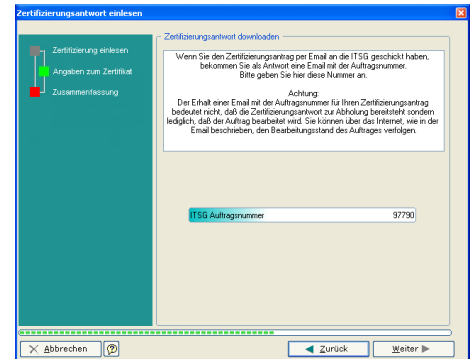 Zertifizierungsantwort einlesen
Zertifizierung einlesen
Angaben zum Zertifikat
Zusammenfassung
Zertifizierungsantwort downloaden
Wenn Sie den Zertifizierungsantrag per Email an die ITSG geschickt haben,
bekommen Sie als Antwort eine Email mit der Auftragsnummer.
Bitte geben Sie hier diese Nummer an.
Achtung:
Der Erhalt einer Email mit der Auftragsnummer für Ihren Zertifizierungsantrag
bedeutet nicht, daß die Zertifizierungsantwort zur Abholung bereitsteht sondern
lediglich, daß der Auftrag bearbeitet wird. Sie können über das Internet, wie in der
Email beschrieben, den Bearbeitungsstand des Auftrages verfolgen.
ITSG Auftragsnummer 97790
Abbrechen
Zurück
Weiter